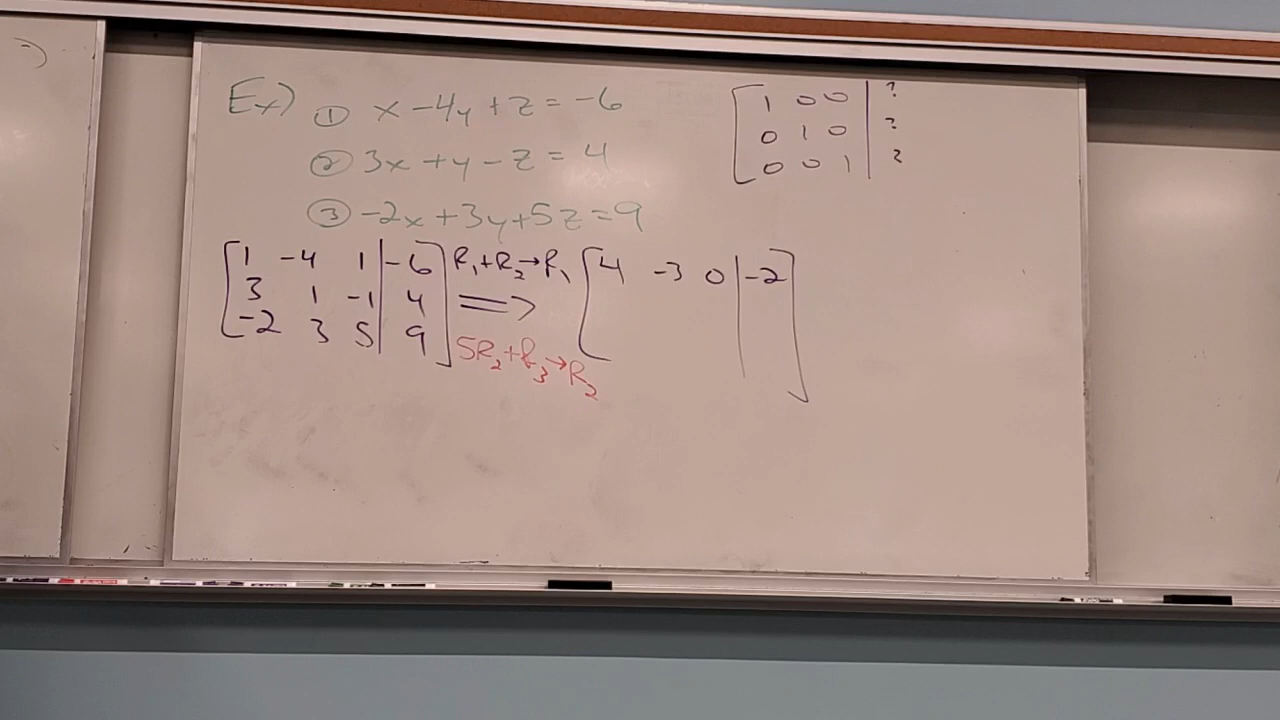 Ex) ① x - 4y + z = -6
② 3x + y - z = 4
③ -2x + 3y + 5z = 9
[1 0 0 | ?
0 1 0 | ?
0 0 1 | ?
[1 -4 1 | -6] R₁+R₂→R₁ [4 -3 0 | -2]
3 1 -1 | 4 ⟹
-2 3 5 | 9 5R₂+R₃→R₂